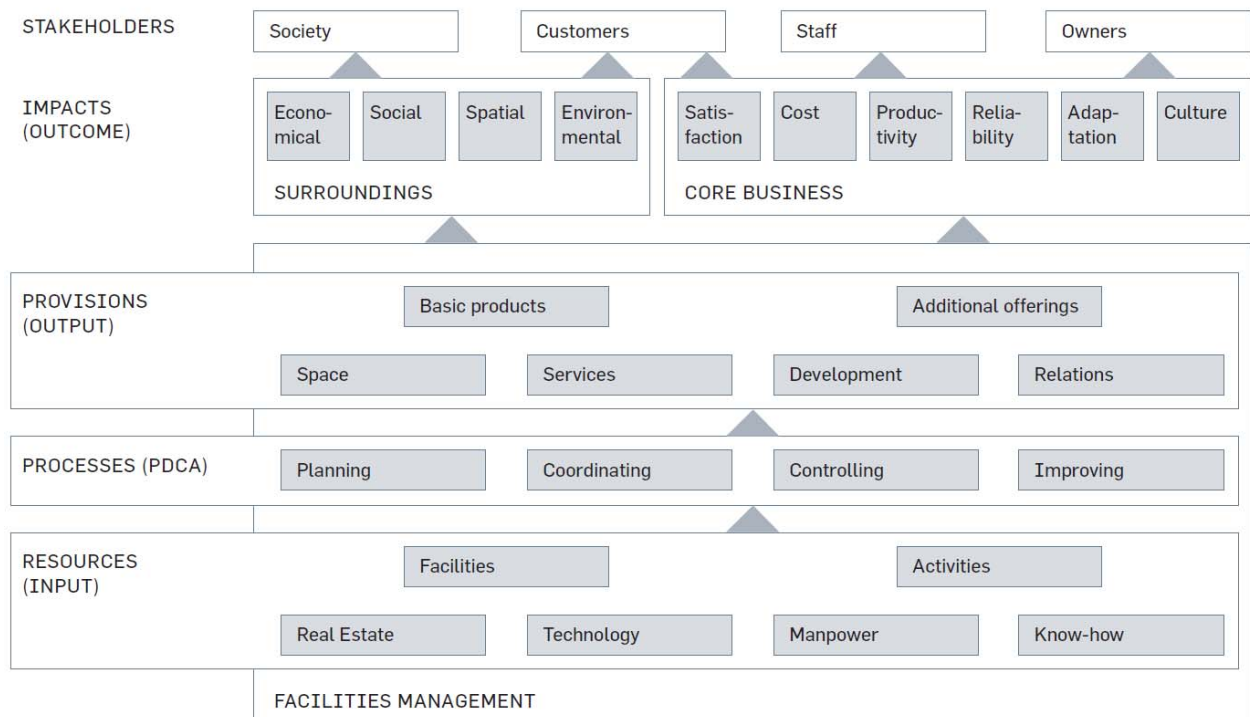 STAKEHOLDERS
Society
Customers
Staff
Owners
IMPACTS
(OUTCOME)
Econo-
mical
Social
Spatial
Environ-
mental
Satis-
faction
Cost
Produc-
tivity
Relia-
bility
Adap-
tation
Culture
SURROUNDINGS
CORE BUSINESS
PROVISIONS
(OUTPUT)
Basic products
Additional offerings
Space
Services
Development
Relations
PROCESSES (PDCA)
Planning
Coordinating
Controlling
Improving
RESOURCES
(INPUT)
Facilities
Activities
Real Estate
Technology
Manpower
Know-how
FACILITIES MANAGEMENT